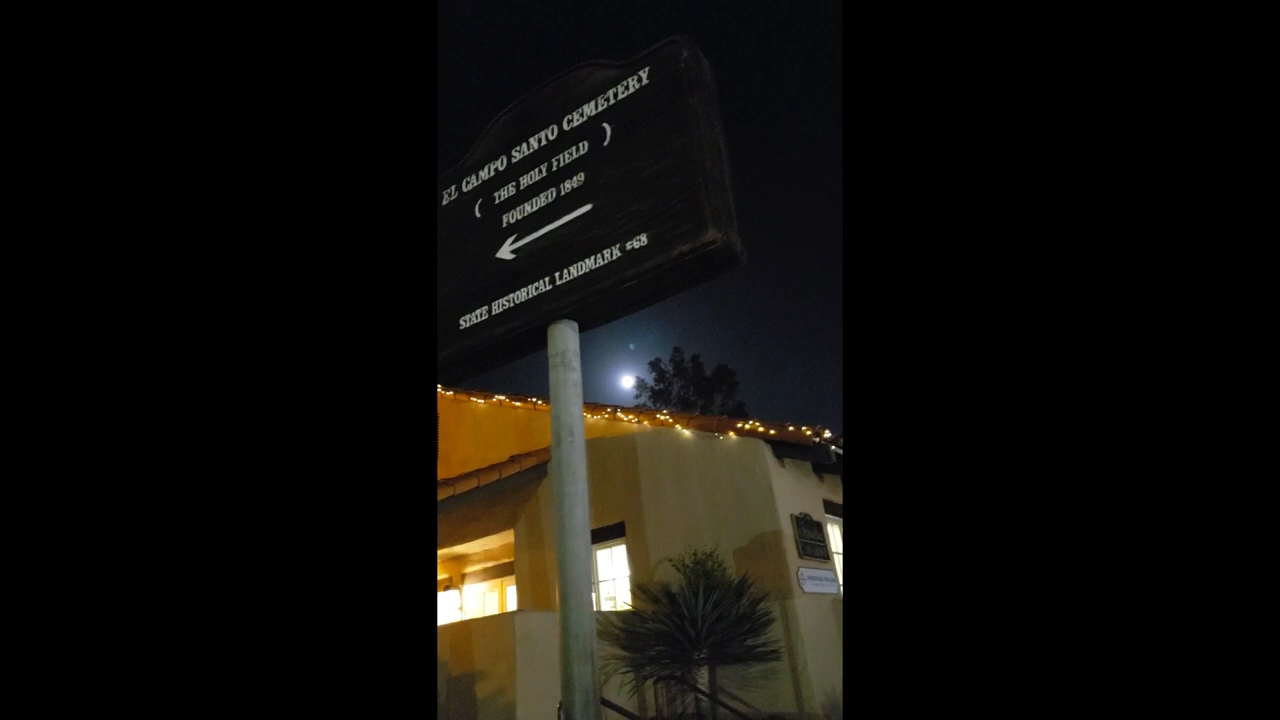 EL CAMPO SANTO CEMETERY
( THE HOLY FIELD )
FOUNDED 1849
STATE HISTORICAL LANDMARK #68